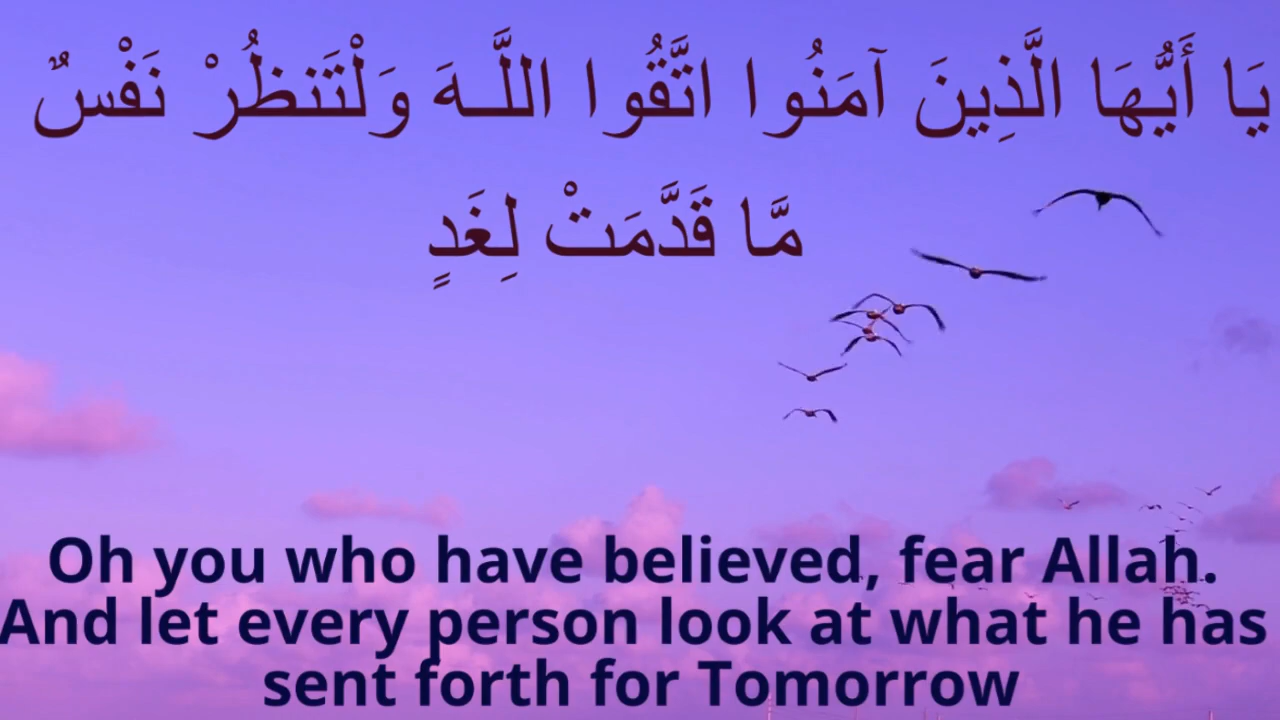 يَا أَيُّهَا الَّذِينَ آمَنُوا اتَّقُوا اللَّـهَ وَلْتَنظُرْ نَفْسٌ
مَّا قَدَّمَتْ لِغَدٍ
Oh you who have believed, fear Allah.
And let every person look at what he has
sent forth for Tomorrow